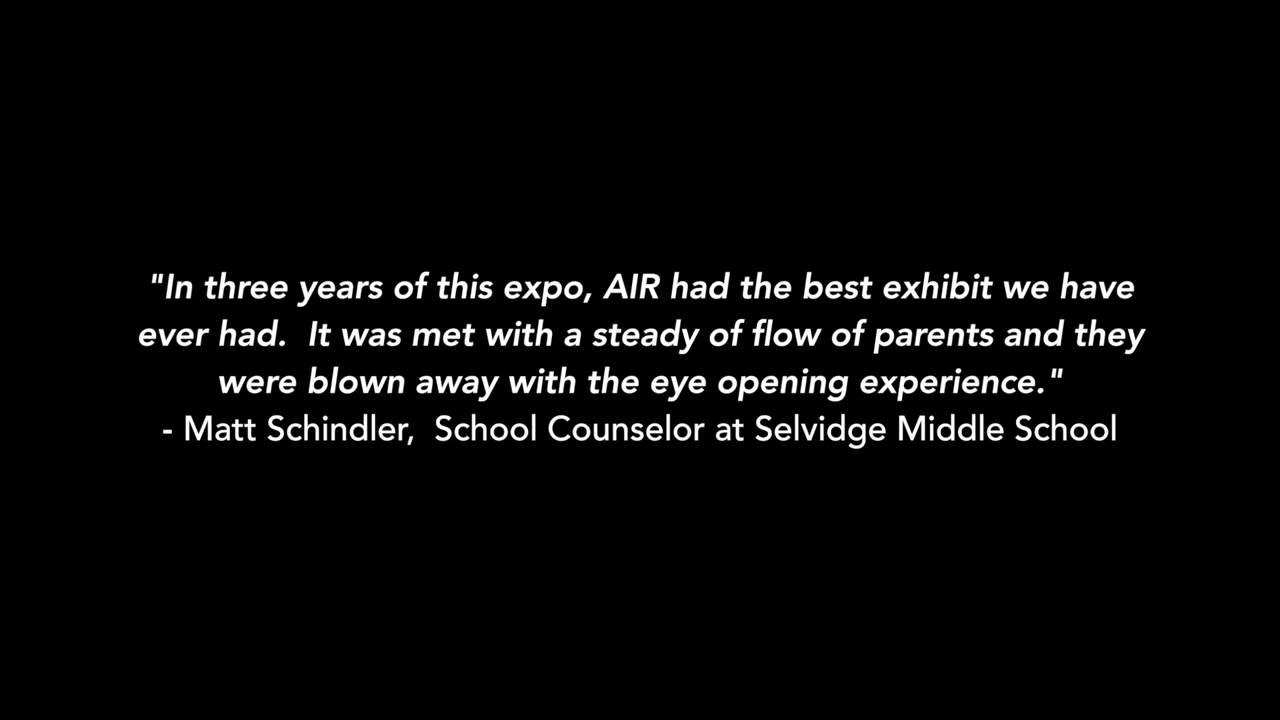 "In three years of this expo, AIR had the best exhibit we have
ever had.  It was met with a steady of flow of parents and they
were blown away with the eye opening experience."
- Matt Schindler,  School Counselor at Selvidge Middle School